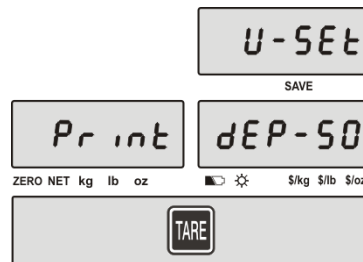 U-SEt
SAVE
Print dEP-50
ZERO NET kg lb oz $/kg $/lb $/oz
TARE